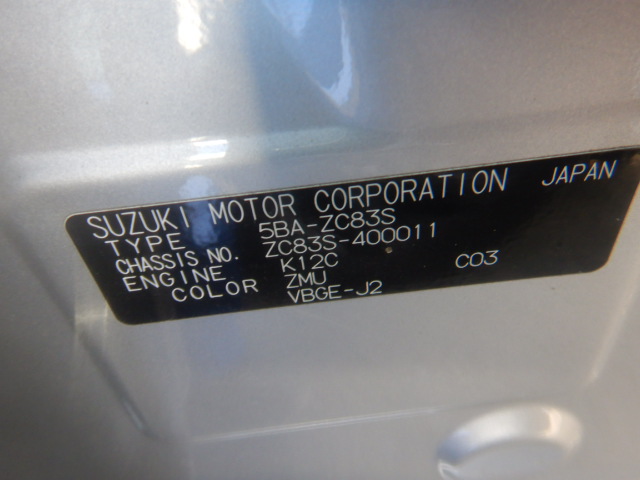 SUZUKI MOTOR CORPORATION JAPAN
TYPE 5BA-ZC83S
CHASSIS NO. ZC83S-400011
ENGINE K12C C03
COLOR ZMU
VBGE-J2